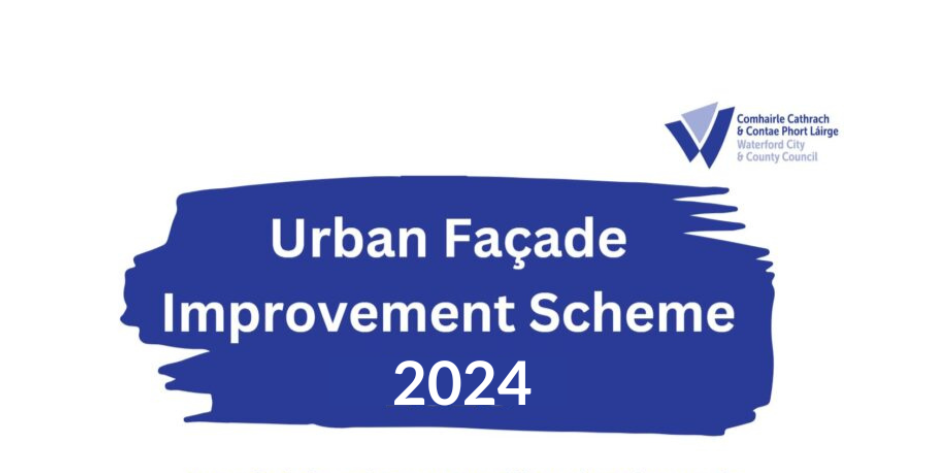 Comhairle Cathrach
& Contae Phort Láirge
Waterford City
& County Council
Urban Façade
Improvement Scheme
2024